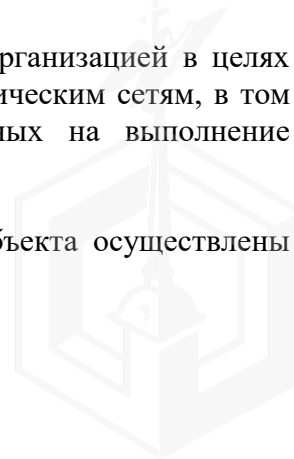 рганизацией в целях
ическим сетям, в том
ных на выполнение
бъекта осуществлены